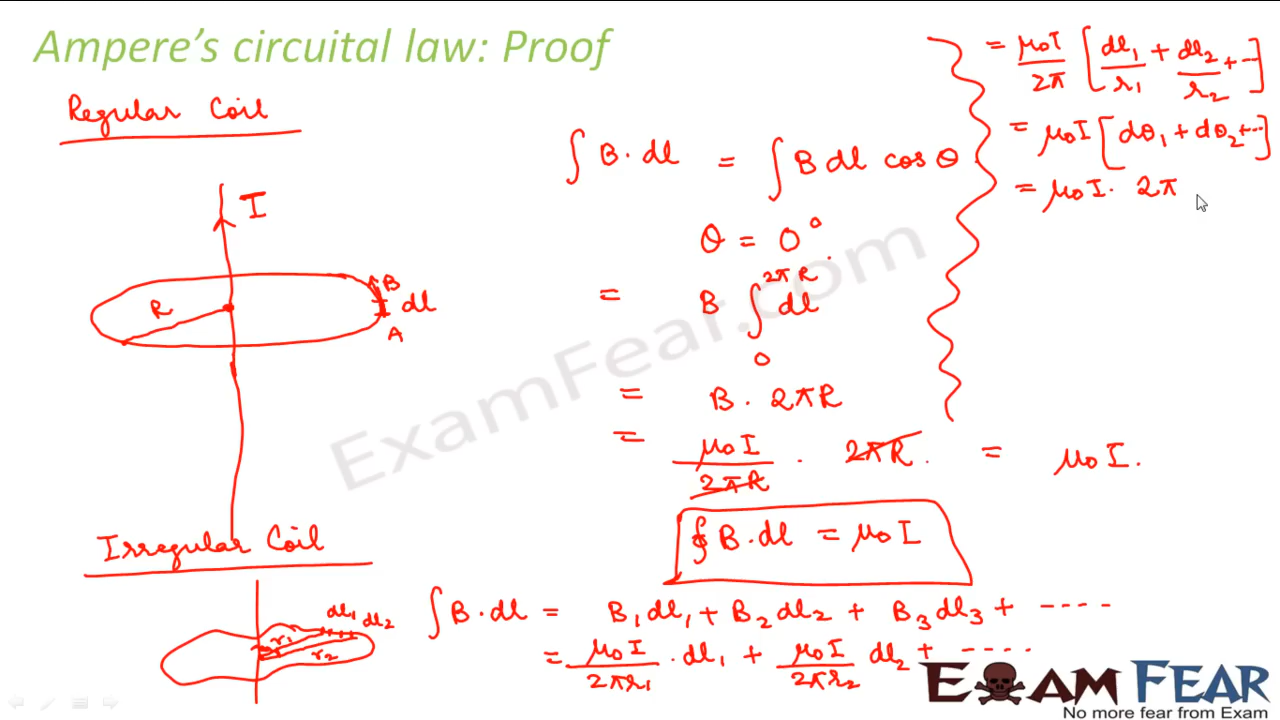 Ampere's circuital law: Proof
Regular Coil
I
R
B
dl
A
∫ B · dl = ∫ B dl cos θ
θ = 0°
= B ∫₀^{2πR} dl
= B · 2πR
= μ₀I / 2πR · 2πR = μ₀I.
∮ B · dl = μ₀I
= μ₀I / 2π [ dl₁ / r₁ + dl₂ / r₂ + --- ]
= μ₀I [ dθ₁ + dθ₂ + --- ]
= μ₀I · 2π
Irregular Coil
dl₁ dl₂
r₁
r₂
∫ B · dl = B₁dl₁ + B₂dl₂ + B₃dl₃ + ----
= μ₀I / 2πr₁ · dl₁ + μ₀I / 2πr₂ dl₂ + ----
ExamFear.com
EXAM FEAR
No more fear from Exam